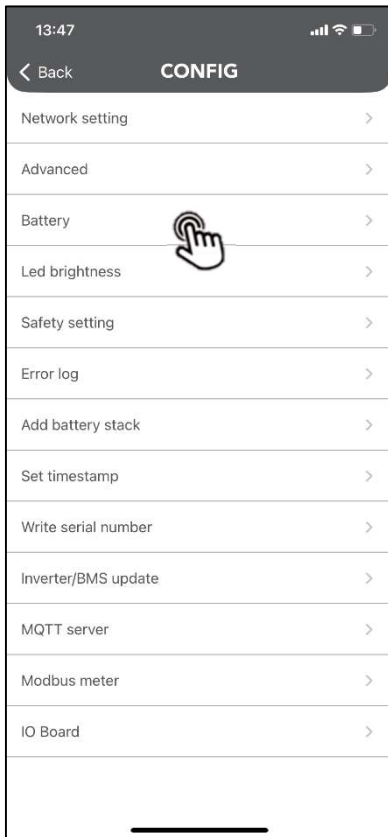 13:47
Back
CONFIG
Network setting
Advanced
Battery
Led brightness
Safety setting
Error log
Add battery stack
Set timestamp
Write serial number
Inverter/BMS update
MQTT server
Modbus meter
IO Board